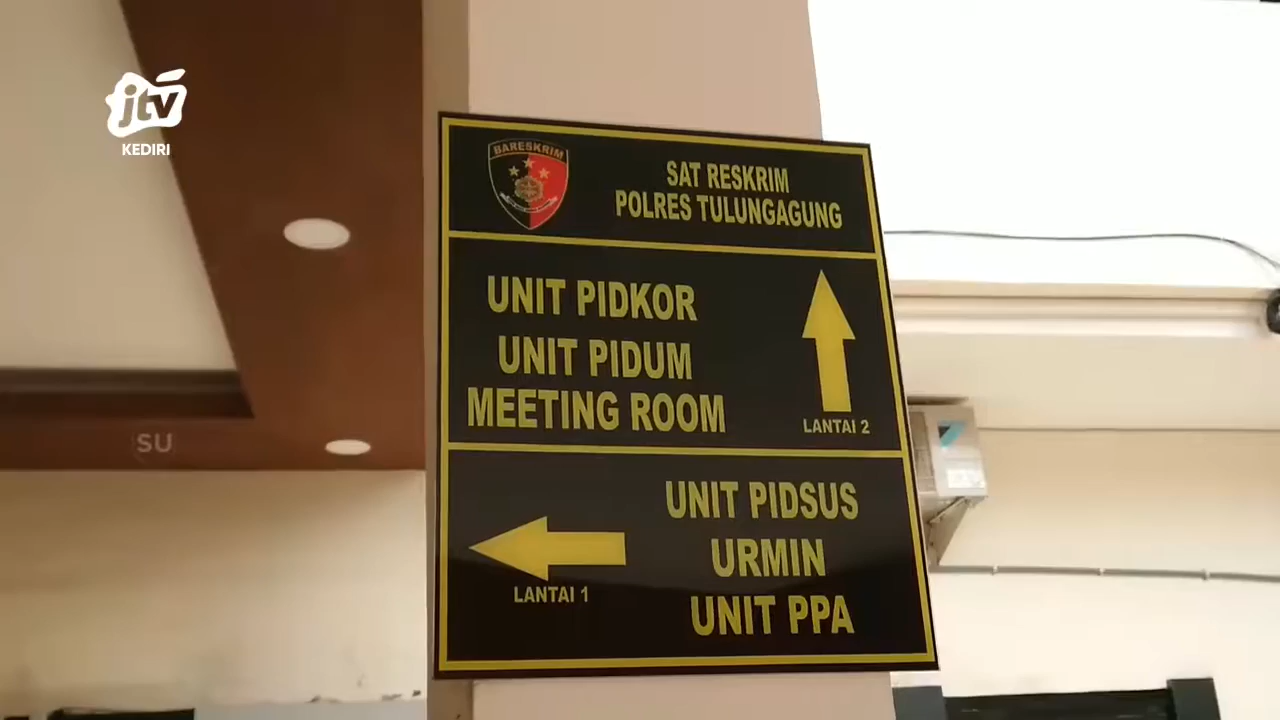 jtv
KEDIRI
BARESKRIM
SAT RESKRIM
POLRES TULUNGAGUNG
UNIT PIDKOR
UNIT PIDUM
MEETING ROOM
LANTAI 2
SU
UNIT PIDSUS
URMIN
UNIT PPA
LANTAI 1